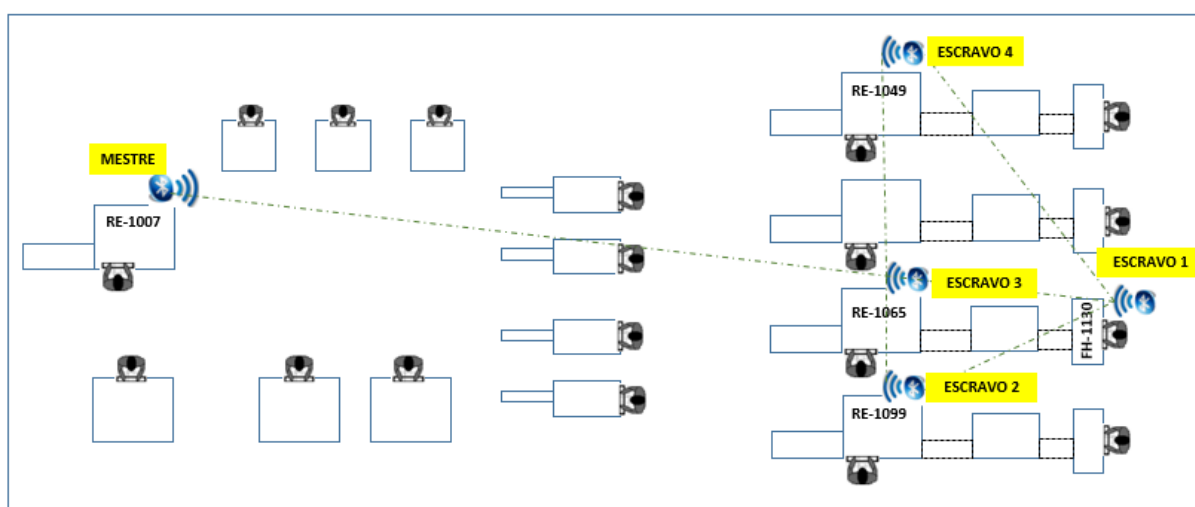 ESCRAVO 4
RE-1049
MESTRE
RE-1007
ESCRAVO 1
ESCRAVO 3
RE-1065
FH-1130
ESCRAVO 2
RE-1099